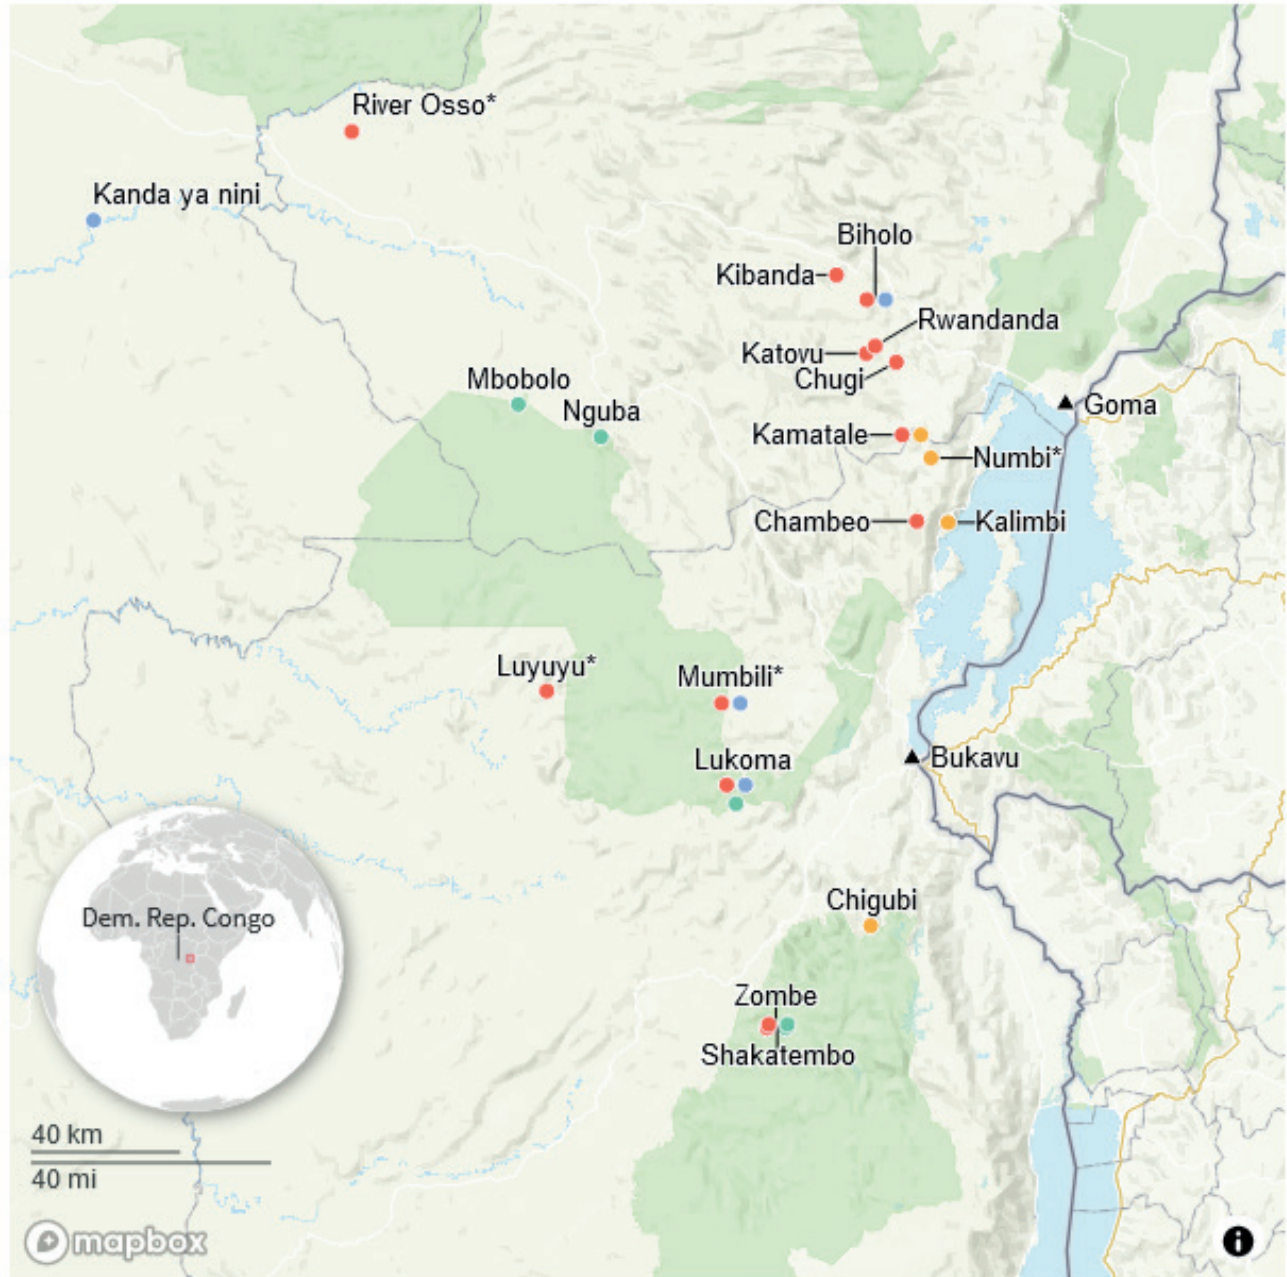 River Osso*
Kanda ya nini
Biholo
Kibanda
Rwandanda
Katovu
Chugi
Mbobolo
Goma
Nguba
Kamatale
Numbi*
Chambeo
Kalimbi
Luyuyu*
Mumbili*
Lukoma
Bukavu
Chigubi
Dem. Rep. Congo
Zombe
Shakatembo
40 km
40 mi
mapbox
i